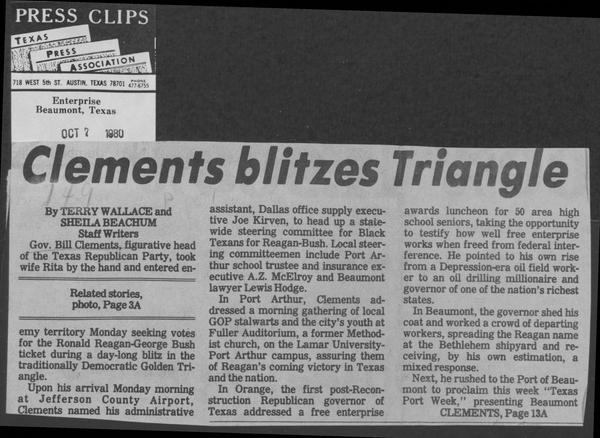 PRESS CLIPS
TEXAS
PRESS
ASSOCIATION
718 WEST 5th ST. AUSTIN, TEXAS 78701 PHONE 477-6755
Enterprise
Beaumont, Texas
OCT 7 1980
Clements blitzes Triangle
By TERRY WALLACE and
SHEILA BEACHUM
Staff Writers
Gov. Bill Clements, figurative head
of the Texas Republican Party, took
wife Rita by the hand and entered en-
Related stories,
photo, Page 3A
emy territory Monday seeking votes
for the Ronald Reagan-George Bush
ticket during a day-long blitz in the
traditionally Democratic Golden Tri-
angle.
Upon his arrival Monday morning
at Jefferson County Airport,
Clements named his administrative
assistant, Dallas office supply execu-
tive Joe Kirven, to head up a state-
wide steering committee for Black
Texans for Reagan-Bush. Local steer-
ing committeemen include Port Ar-
thur school trustee and insurance ex-
ecutive A.Z. McElroy and Beaumont
lawyer Lewis Hodge.
In Port Arthur, Clements ad-
dressed a morning gathering of local
GOP stalwarts and the city's youth at
Fuller Auditorium, a former Method-
ist church, on the Lamar University-
Port Arthur campus, assuring them
of Reagan's coming victory in Texas
and the nation.
In Orange, the first post-Recon-
struction Republican governor of
Texas addressed a free enterprise
awards luncheon for 50 area high
school seniors, taking the opportunity
to testify how well free enterprise
works when freed from federal inter-
ference. He pointed to his own rise
from a Depression-era oil field work-
er to an oil drilling millionaire and
governor of one of the nation's richest
states.
In Beaumont, the governor shed his
coat and worked a crowd of departing
workers, spreading the Reagan name
at the Bethlehem shipyard and re-
ceiving, by his own estimation, a
mixed response.
Next, he rushed to the Port of Beau-
mont to proclaim this week "Texas
Port Week," presenting Beaumont
CLEMENTS, Page 13A